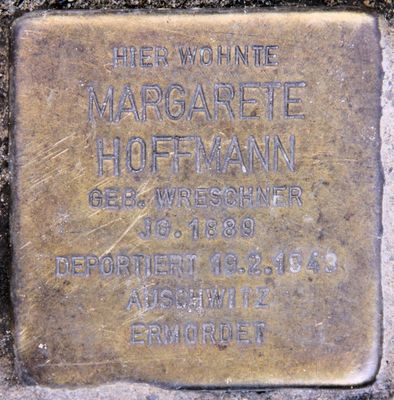 HIER WOHNTE
MARGARETE
HOFFMANN
GEB. WRESCHNER
JG. 1889
DEPORTIERT 19.2.1943
AUSCHWITZ
ERMORDET